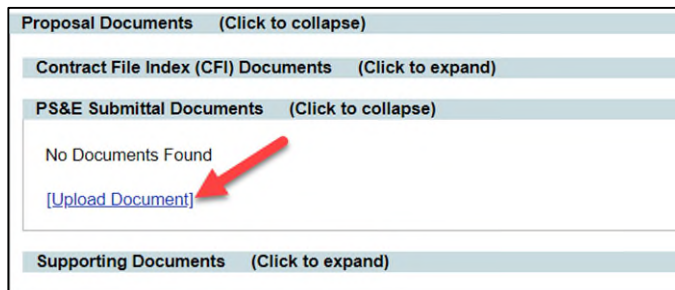 Proposal Documents (Click to collapse)
Contract File Index (CFI) Documents (Click to expand)
PS&E Submittal Documents (Click to collapse)
No Documents Found
[Upload Document]
Supporting Documents (Click to expand)